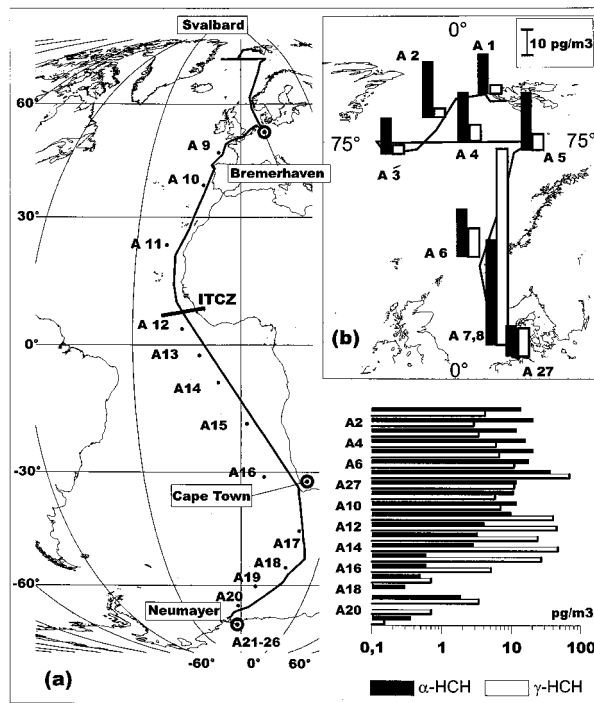 Svalbard
0°
10 pg/m3
A 1
A 2
A 3
A 4
A 5
75°
75°
A 6
A 7,8
A 27
0°
(b)
60°
A 9
Bremerhaven
A 10
30°
A 11
ITCZ
A 12
0°
A13
A14
A15
-30°
A16
Cape Town
A17
A18
A19
-60°
A20
Neumayer
A21-26
-60°
0°
60°
(a)
A2
A4
A6
A27
A10
A12
A14
A16
A18
A20
pg/m3
0,1
1
10
100
α-HCH
γ-HCH